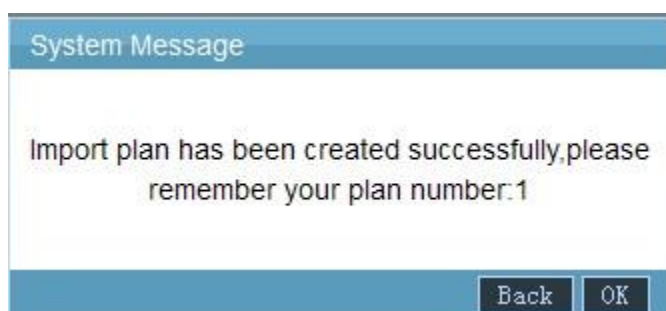 System Message
Import plan has been created successfully,please
remember your plan number:1
Back OK